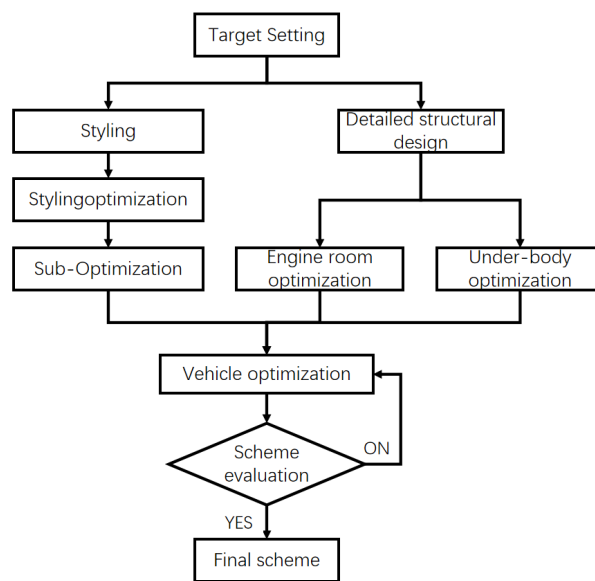 Target Setting
Styling
Detailed structural
design
Stylingoptimization
Sub-Optimization
Engine room
optimization
Under-body
optimization
Vehicle optimization
Scheme
evaluation
ON
YES
Final scheme